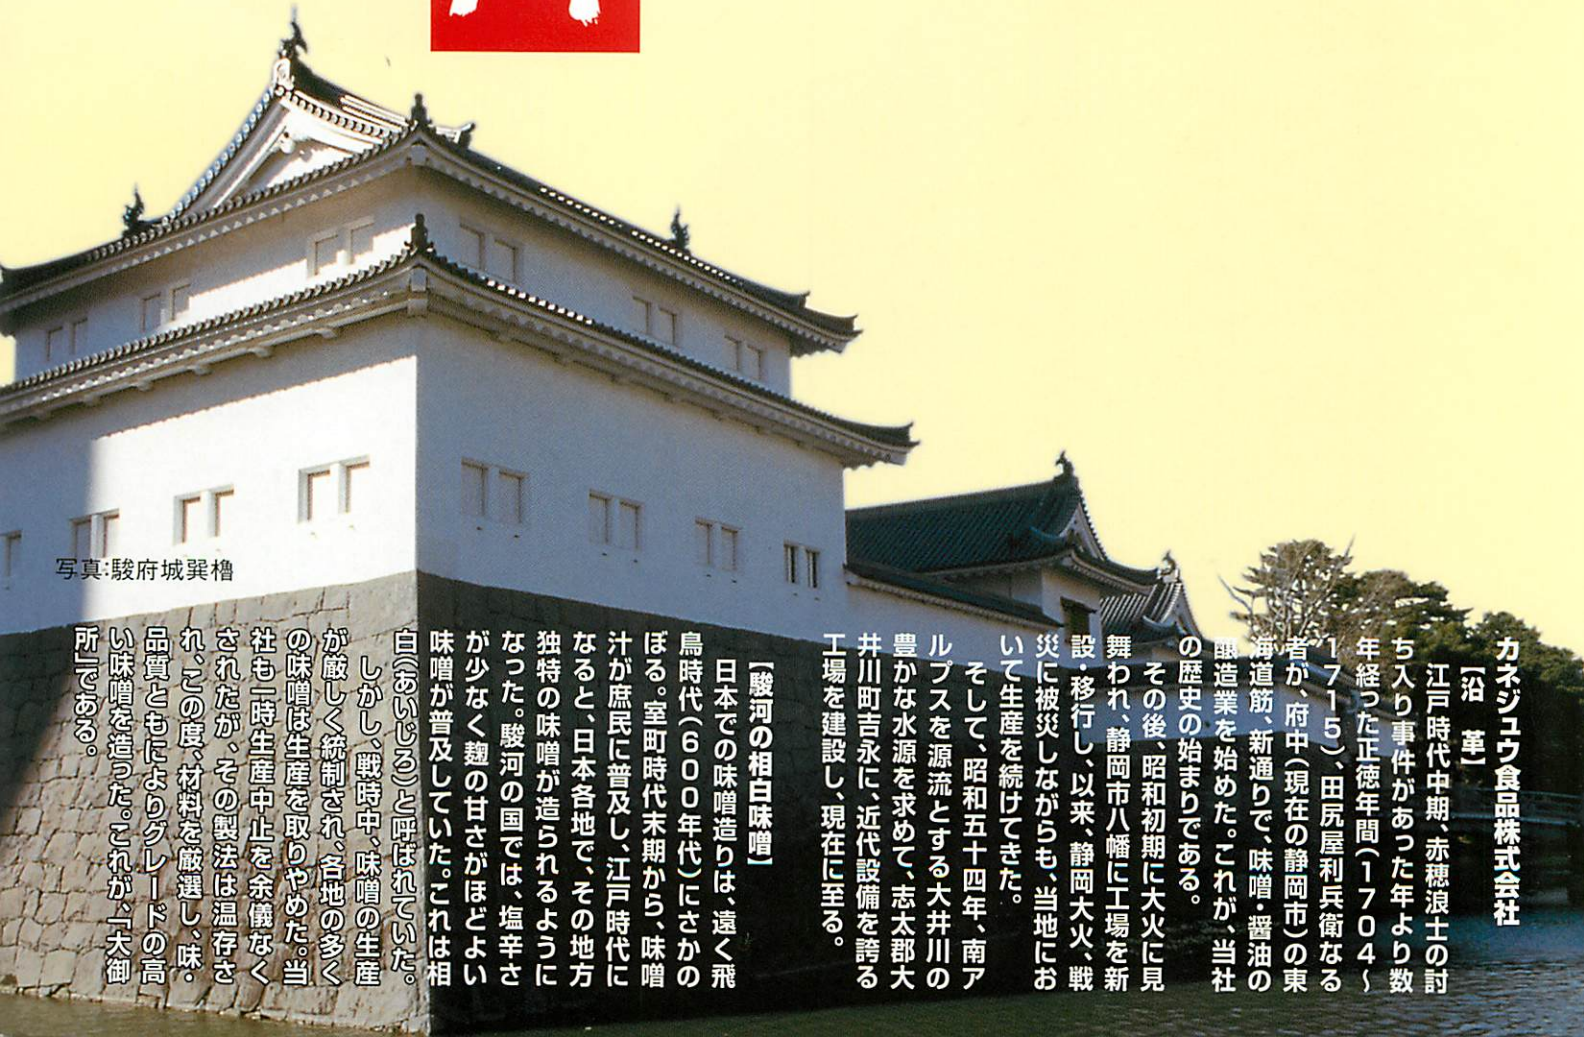 カネジュウ食品株式会社
【沿　革】
　江戸時代中期、赤穂浪士の討
ち入り事件があった年より数
年経った正徳年間（1704～
1715）、田尻屋利兵衛なる
者が、府中（現在の静岡市）の東
海道筋、新通りで、味噌・醤油の
醸造業を始めた。これが、当社
の歴史の始まりである。
　その後、昭和初期に大火に見
舞われ、静岡市八幡に工場を新
設・移行し、以来、静岡大火、戦
災に被災しながらも、当地にお
いて生産を続けてきた。
　そして、昭和五十四年、南ア
ルプスを源流とする大井川の
豊かな水源を求めて、志太郡大
井川町吉永に、近代設備を誇る
工場を建設し、現在に至る。
【駿河の相白味噌】
　日本での味噌造りは、遠く飛
鳥時代（600年代）にさかの
ぼる。室町時代末期から、味噌
汁が庶民に普及し、江戸時代に
なると、日本各地で、その地方
独特の味噌が造られるように
なった。駿河の国では、塩辛さ
が少なく麹の甘さがほどよい
味噌が普及していた。これは相
白（あいじろ）と呼ばれていた。
　しかし、戦時中、味噌の生産
が厳しく統制され、各地の多く
の味噌は生産を取りやめた。当
社も一時生産中止を余儀なく
されたが、その製法は温存さ
れ、この度、材料を厳選し、味・
品質ともによりグレードの高
い味噌を造った。これが、「大御
所」である。
写真:駿府城巽櫓